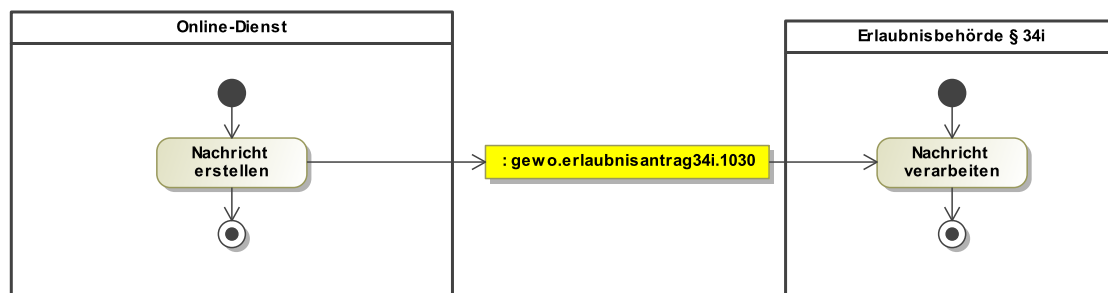 Online-Dienst
Erlaubnisbehörde § 34i
Nachricht
erstellen
: gewo.erlaubnisantrag34i.1030
Nachricht
verarbeiten